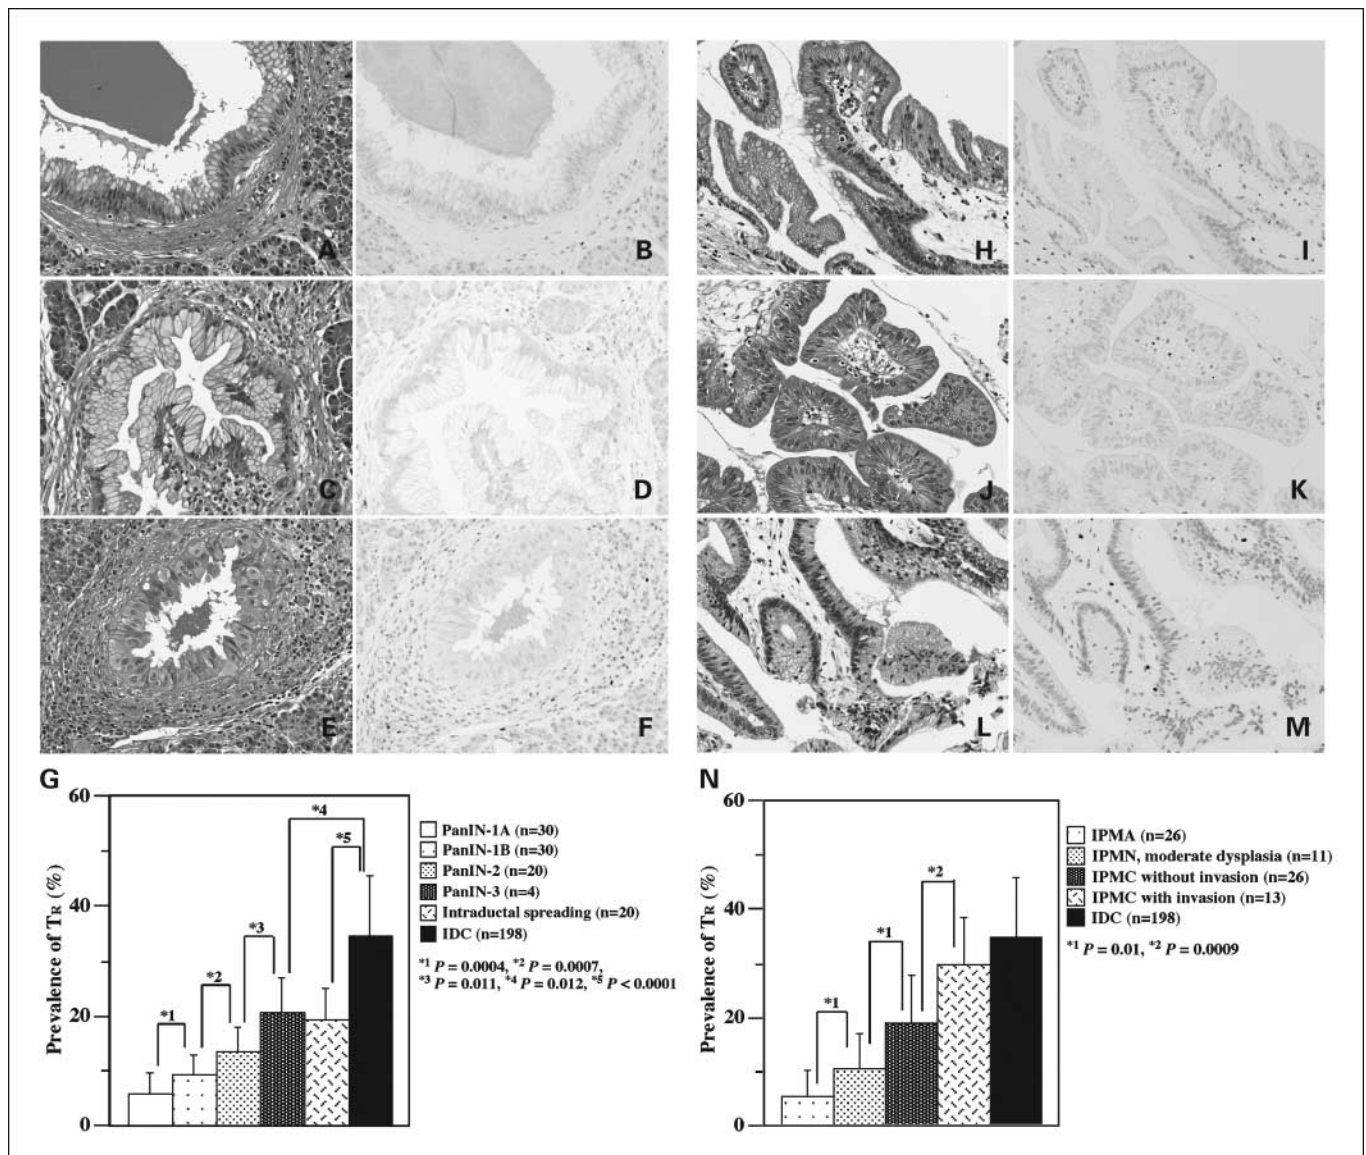 A
B
C
D
E
F
G
60
40
20
0
Prevalence of TR (%)
*1
*2
*3
*4
*5
PanIN-1A (n=30)
PanIN-1B (n=30)
PanIN-2 (n=20)
PanIN-3 (n=4)
Intraductal spreading (n=20)
IDC (n=198)
*1 P = 0.0004, *2 P = 0.0007,
*3 P = 0.011, *4 P = 0.012, *5 P < 0.0001
H
I
J
K
L
M
N
60
40
20
0
Prevalence of TR (%)
*1
*1
*2
IPMA (n=26)
IPMN, moderate dysplasia (n=11)
IPMC without invasion (n=26)
IPMC with invasion (n=13)
IDC (n=198)
*1 P = 0.01, *2 P = 0.0009